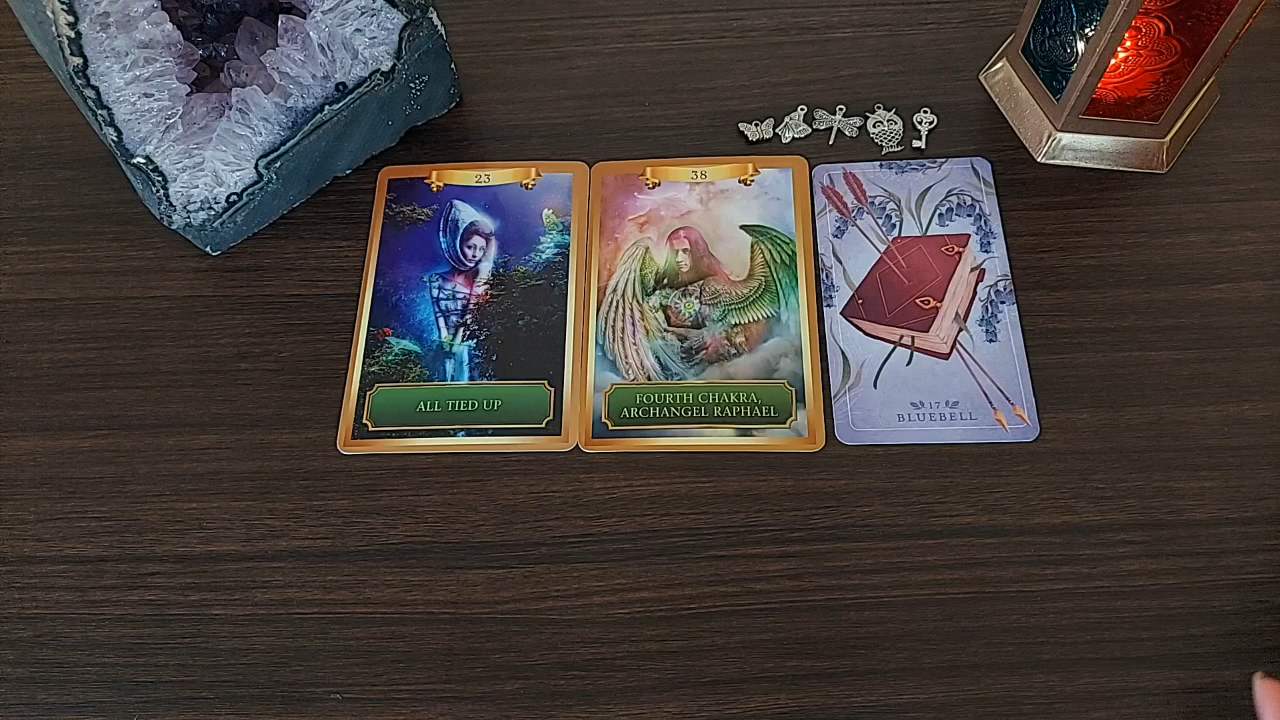 23
ALL TIED UP
38
FOURTH CHAKRA,
ARCHANGEL RAPHAEL
17
BLUEBELL